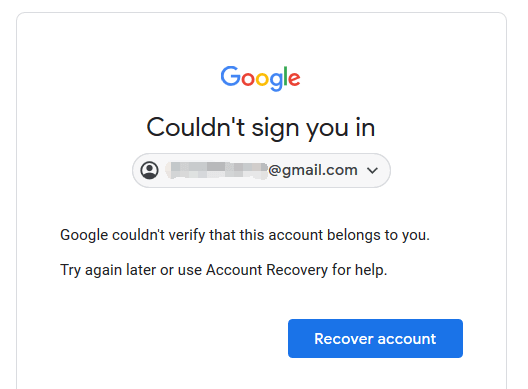 Google
Couldn't sign you in
@gmail.com
Google couldn't verify that this account belongs to you.
Try again later or use Account Recovery for help.
Recover account